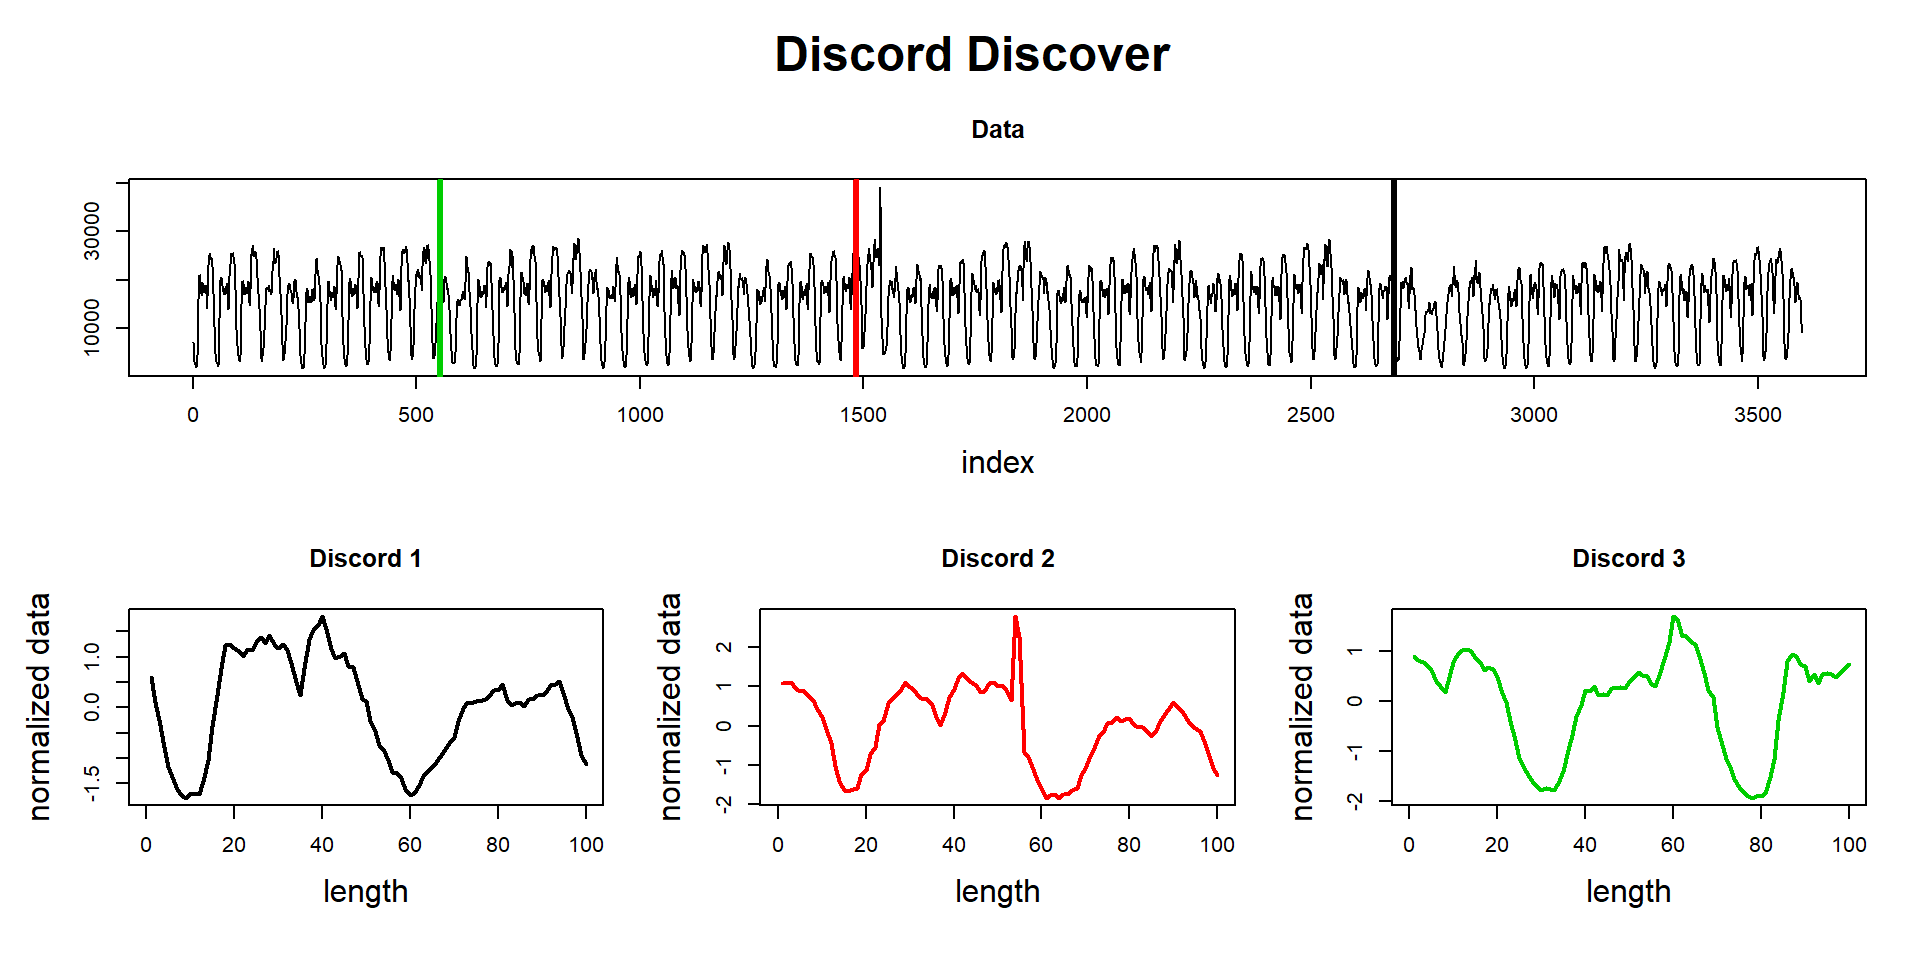 Discord Discover
Data
30000
10000
0 500 1000 1500 2000 2500 3000 3500
index
Discord 1
normalized data
1.0
0.0
-1.5
0 20 40 60 80 100
length
Discord 2
normalized data
2
1
0
-1
-2
0 20 40 60 80 100
length
Discord 3
normalized data
1
0
-1
-2
0 20 40 60 80 100
length